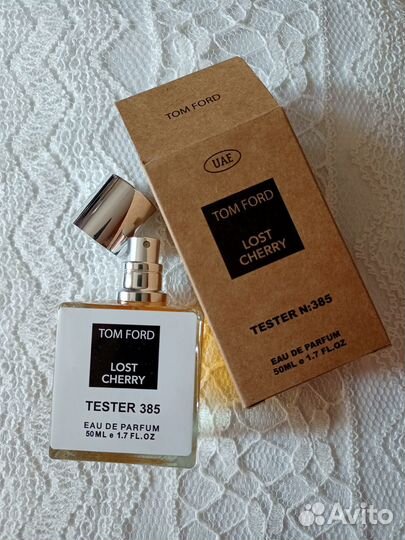 TOM FORD
UAE
TOM FORD
LOST
CHERRY
TESTER N:385
EAU DE PARFUM
50ML e 1.7 FL.OZ
TOM FORD
LOST
CHERRY
TESTER 385
EAU DE PARFUM
50ML e 1.7 FL.OZ
Avito